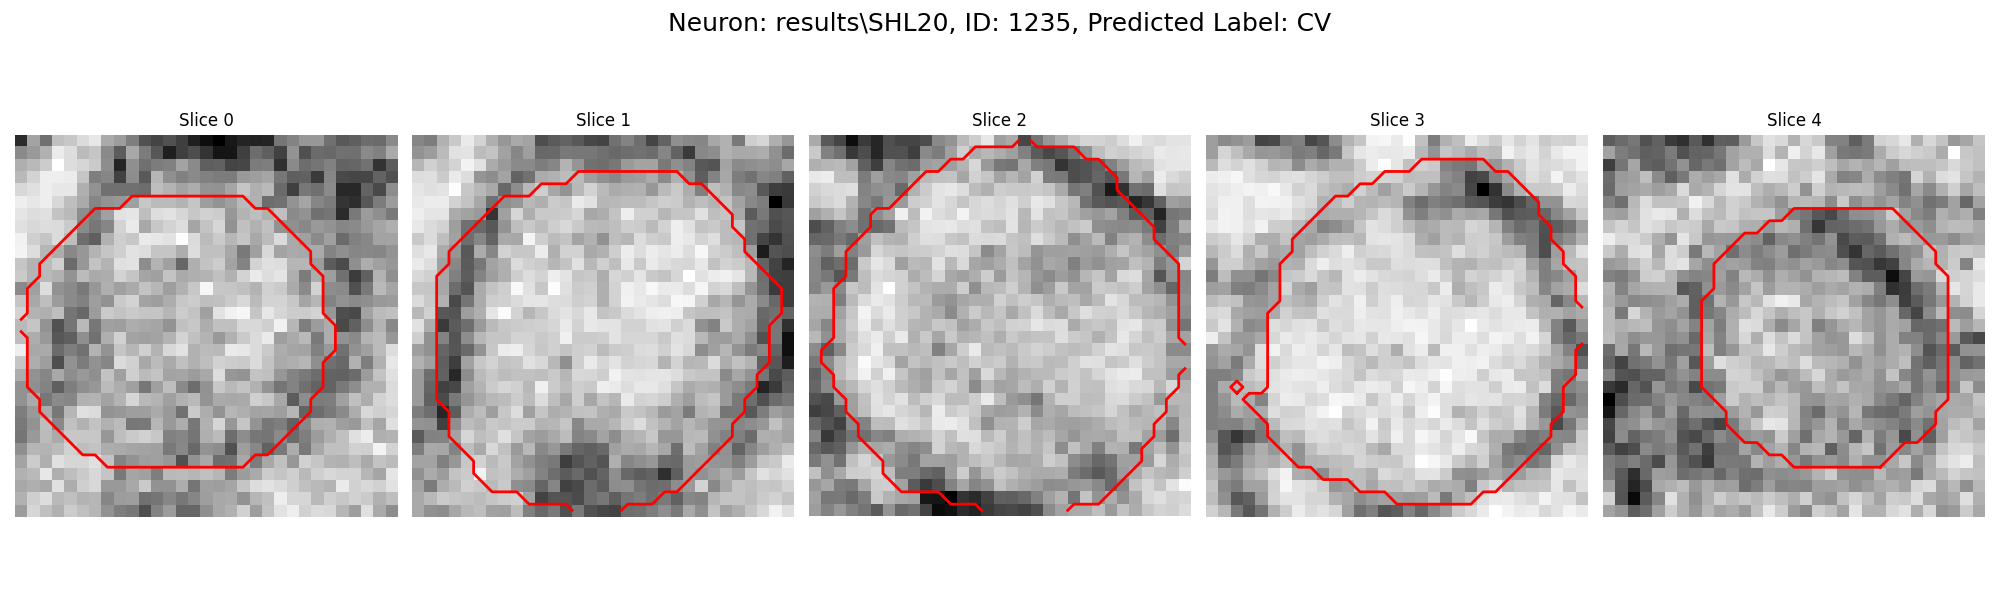 Neuron: results\SHL20, ID: 1235, Predicted Label: CV
Slice 0
Slice 1
Slice 2
Slice 3
Slice 4